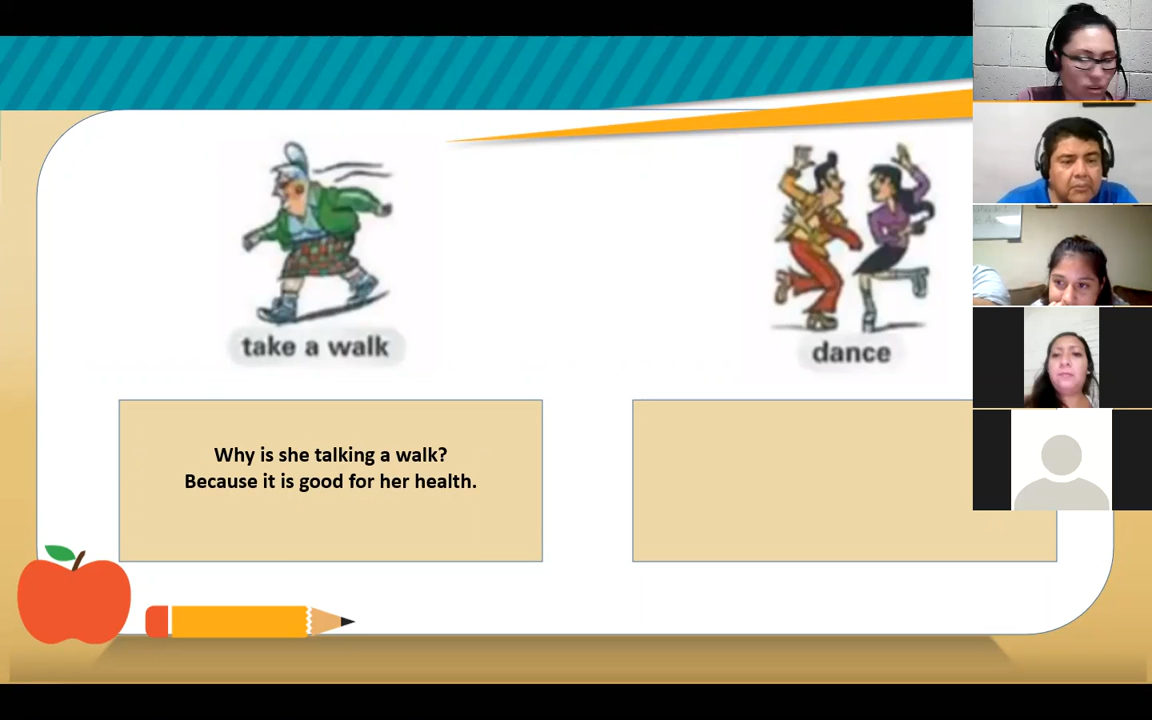 take a walk
dance
Why is she talking a walk?
Because it is good for her health.